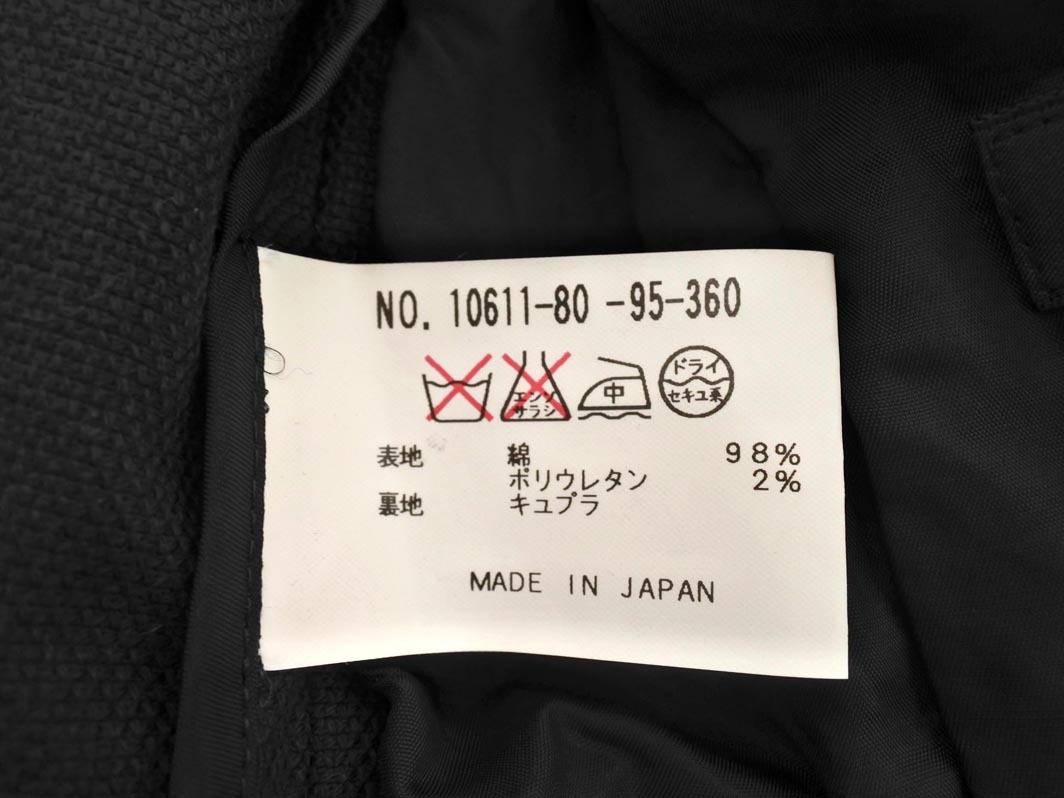 NO. 10611-80 -95-360
エンソ
サラシ
中
ドライ
セキユ系
表地 綿 98%
ポリウレタン 2%
裏地 キュプラ
MADE IN JAPAN